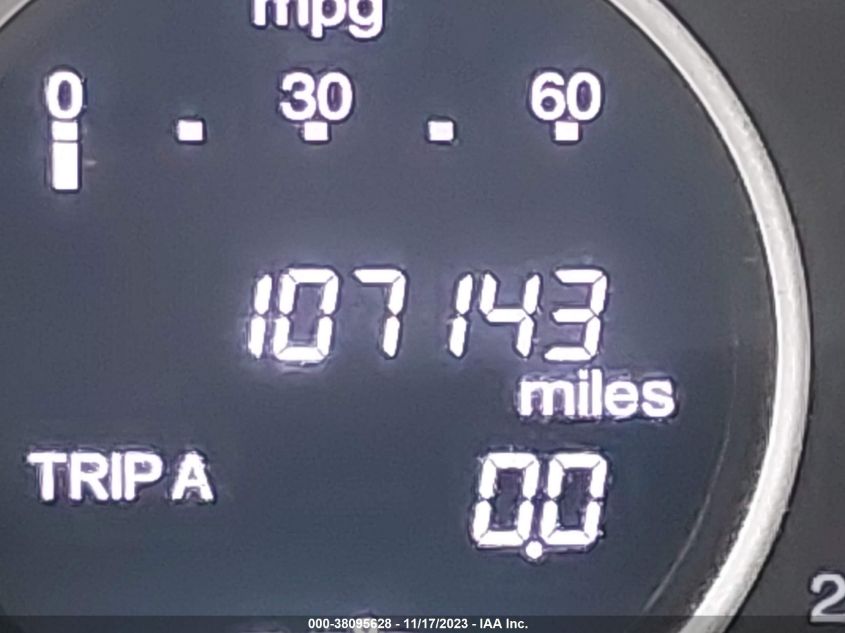 mpg
0 30 60
107143
miles
TRIP A 0.0
2
000-38095628 - 11/17/2023 - IAA Inc.